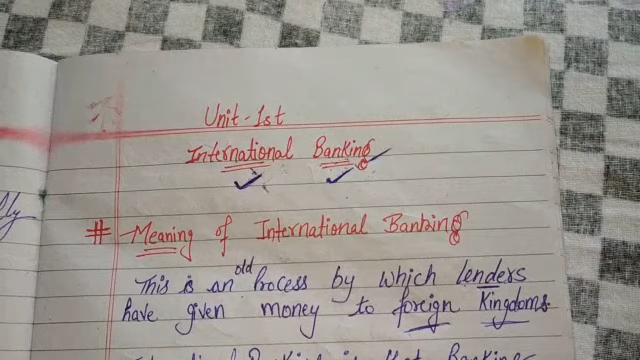 Unit-1st
International Banking
# Meaning of International Banking
This is an old Process by which lenders
have given money to foreign Kingdoms